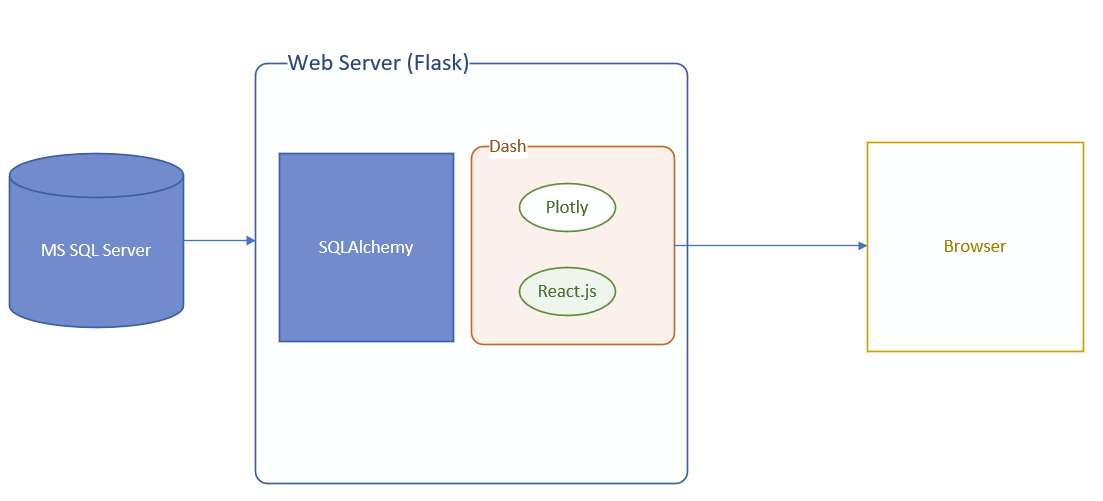 Web Server (Flask)
Dash
Plotly
MS SQL Server
SQLAlchemy
Browser
React.js